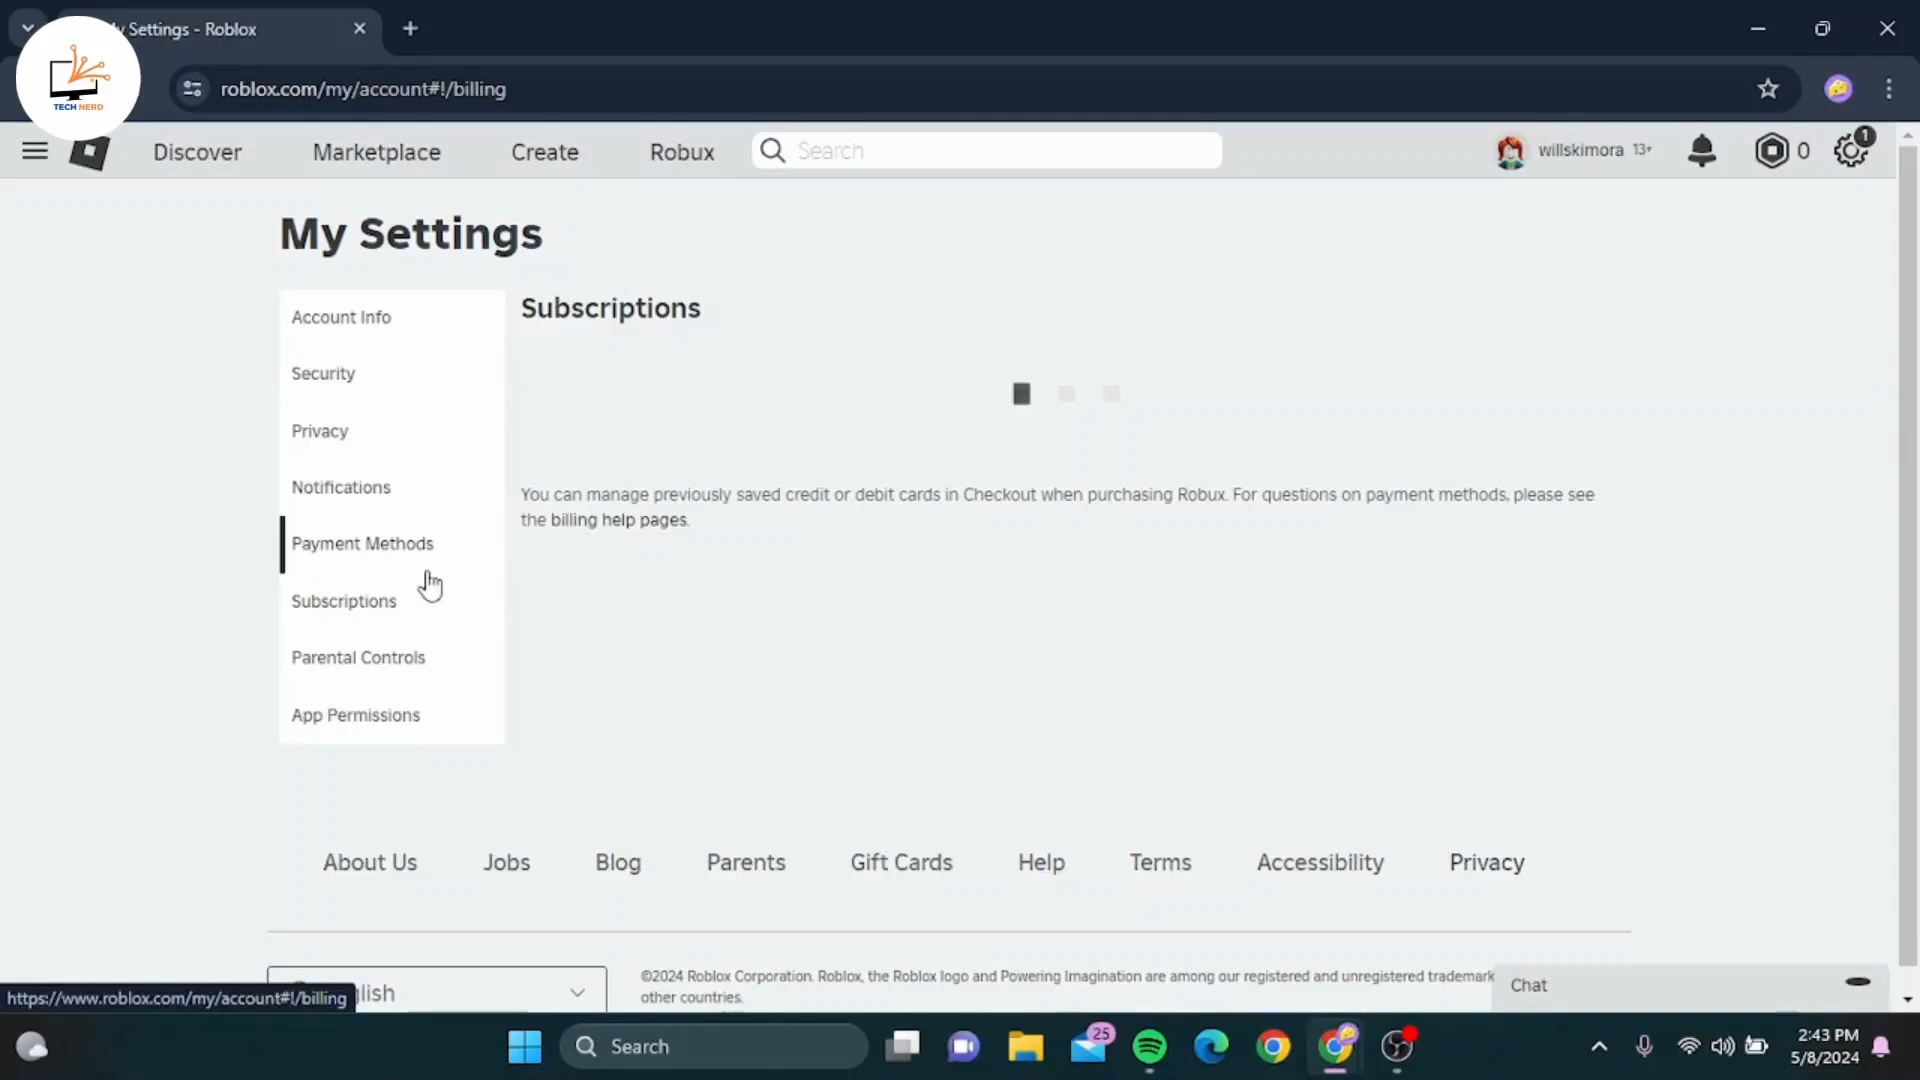 My Settings - Roblox
TECH NERD
roblox.com/my/account#!/billing
Discover
Marketplace
Create
Robux
Search
willskimora 13+
0
1
My Settings
Account Info
Security
Privacy
Notifications
Payment Methods
Subscriptions
Parental Controls
App Permissions
Subscriptions
You can manage previously saved credit or debit cards in Checkout when purchasing Robux. For questions on payment methods, please see
the billing help pages.
About Us
Jobs
Blog
Parents
Gift Cards
Help
Terms
Accessibility
Privacy
©2024 Roblox Corporation. Roblox, the Roblox logo and Powering Imagination are among our registered and unregistered trademark
other countries.
Chat
https://www.roblox.com/my/account#!/billing
Search
25
2:43 PM
5/8/2024